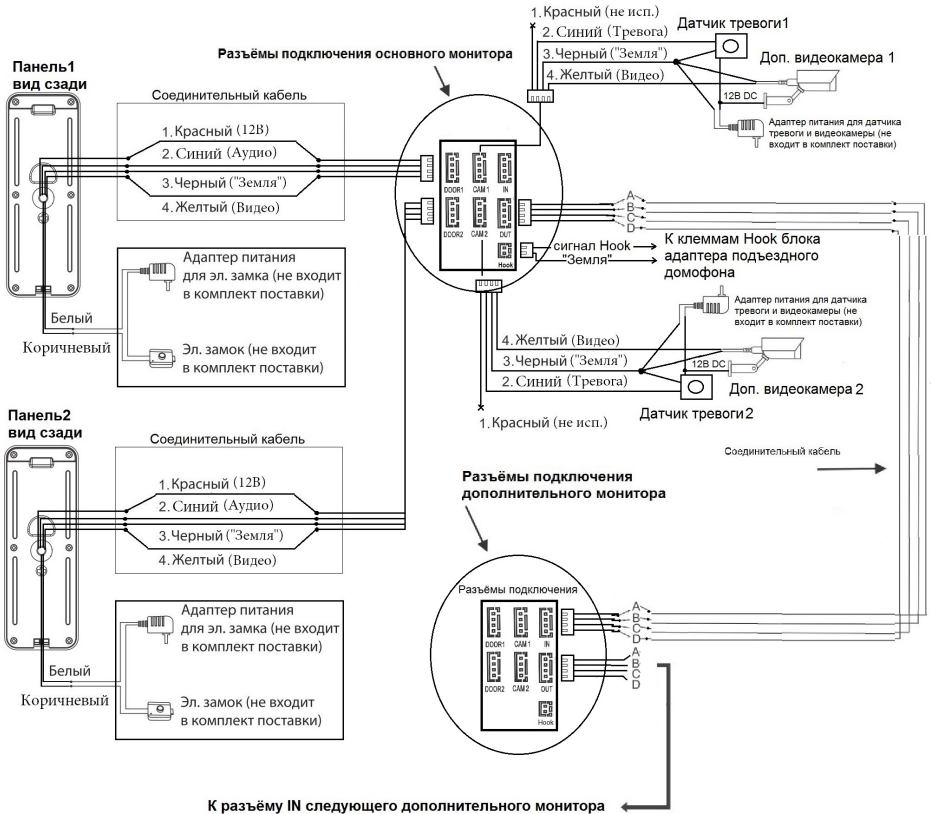 1. Красный (не исп.)
2. Синий (Тревога)
3. Черный ("Земля")
4. Желтый (Видео)
Датчик тревоги1
Доп. видеокамера 1
12В DC
Адаптер питания для датчика
тревоги и видеокамеры (не
входит в комплект поставки)
Разъёмы подключения основного монитора
Панель1
вид сзади
Соединительный кабель
1. Красный (12В)
2. Синий (Аудио)
3. Черный ("Земля")
4. Желтый (Видео)
DOOR1
CAM 1
IN
DOOR2
CAM 2
OUT
Hook
A
B
C
D
сигнал Hook
"Земля"
К клеммам Hook блока
адаптера подъездного
домофона
Адаптер питания
для эл. замка (не входит
в комплект поставки)
Белый
Коричневый
Эл. замок (не входит
в комплект поставки)
Адаптер питания для датчика
тревоги и видеокамеры (не
входит в комплект поставки)
4. Желтый (Видео)
3. Черный ("Земля")
2. Синий (Тревога)
1. Красный (не исп.)
12В DC
Доп. видеокамера 2
Датчик тревоги2
Панель2
вид сзади
Соединительный кабель
1. Красный (12В)
2. Синий (Аудио)
3. Черный ("Земля")
4. Желтый (Видео)
Соединительный кабель
Разъёмы подключения
дополнительного монитора
Разъёмы подключения
DOOR1
CAM 1
IN
DOOR2
CAM 2
OUT
Hook
A
B
C
D
A
B
C
D
Адаптер питания
для эл. замка (не входит
в комплект поставки)
Белый
Коричневый
Эл. замок (не входит
в комплект поставки)
К разъёму IN следующего дополнительного монитора